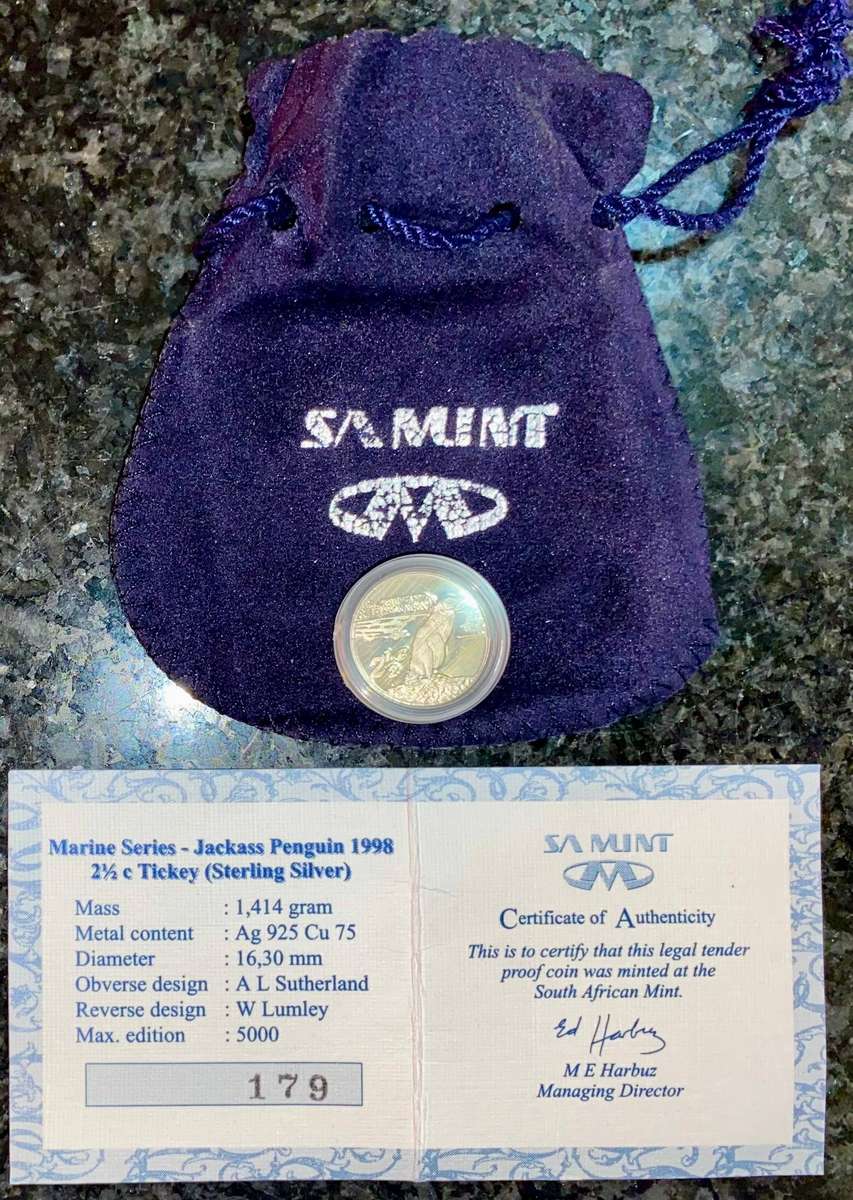 SA MINT
Marine Series - Jackass Penguin 1998
2½ c Tickey (Sterling Silver)
Mass : 1,414 gram
Metal content : Ag 925 Cu 75
Diameter : 16,30 mm
Obverse design : A L Sutherland
Reverse design : W Lumley
Max. edition : 5000
179
SA MINT
Certificate of Authenticity
This is to certify that this legal tender
proof coin was minted at the
South African Mint.
Ed Harbuz
M E Harbuz
Managing Director